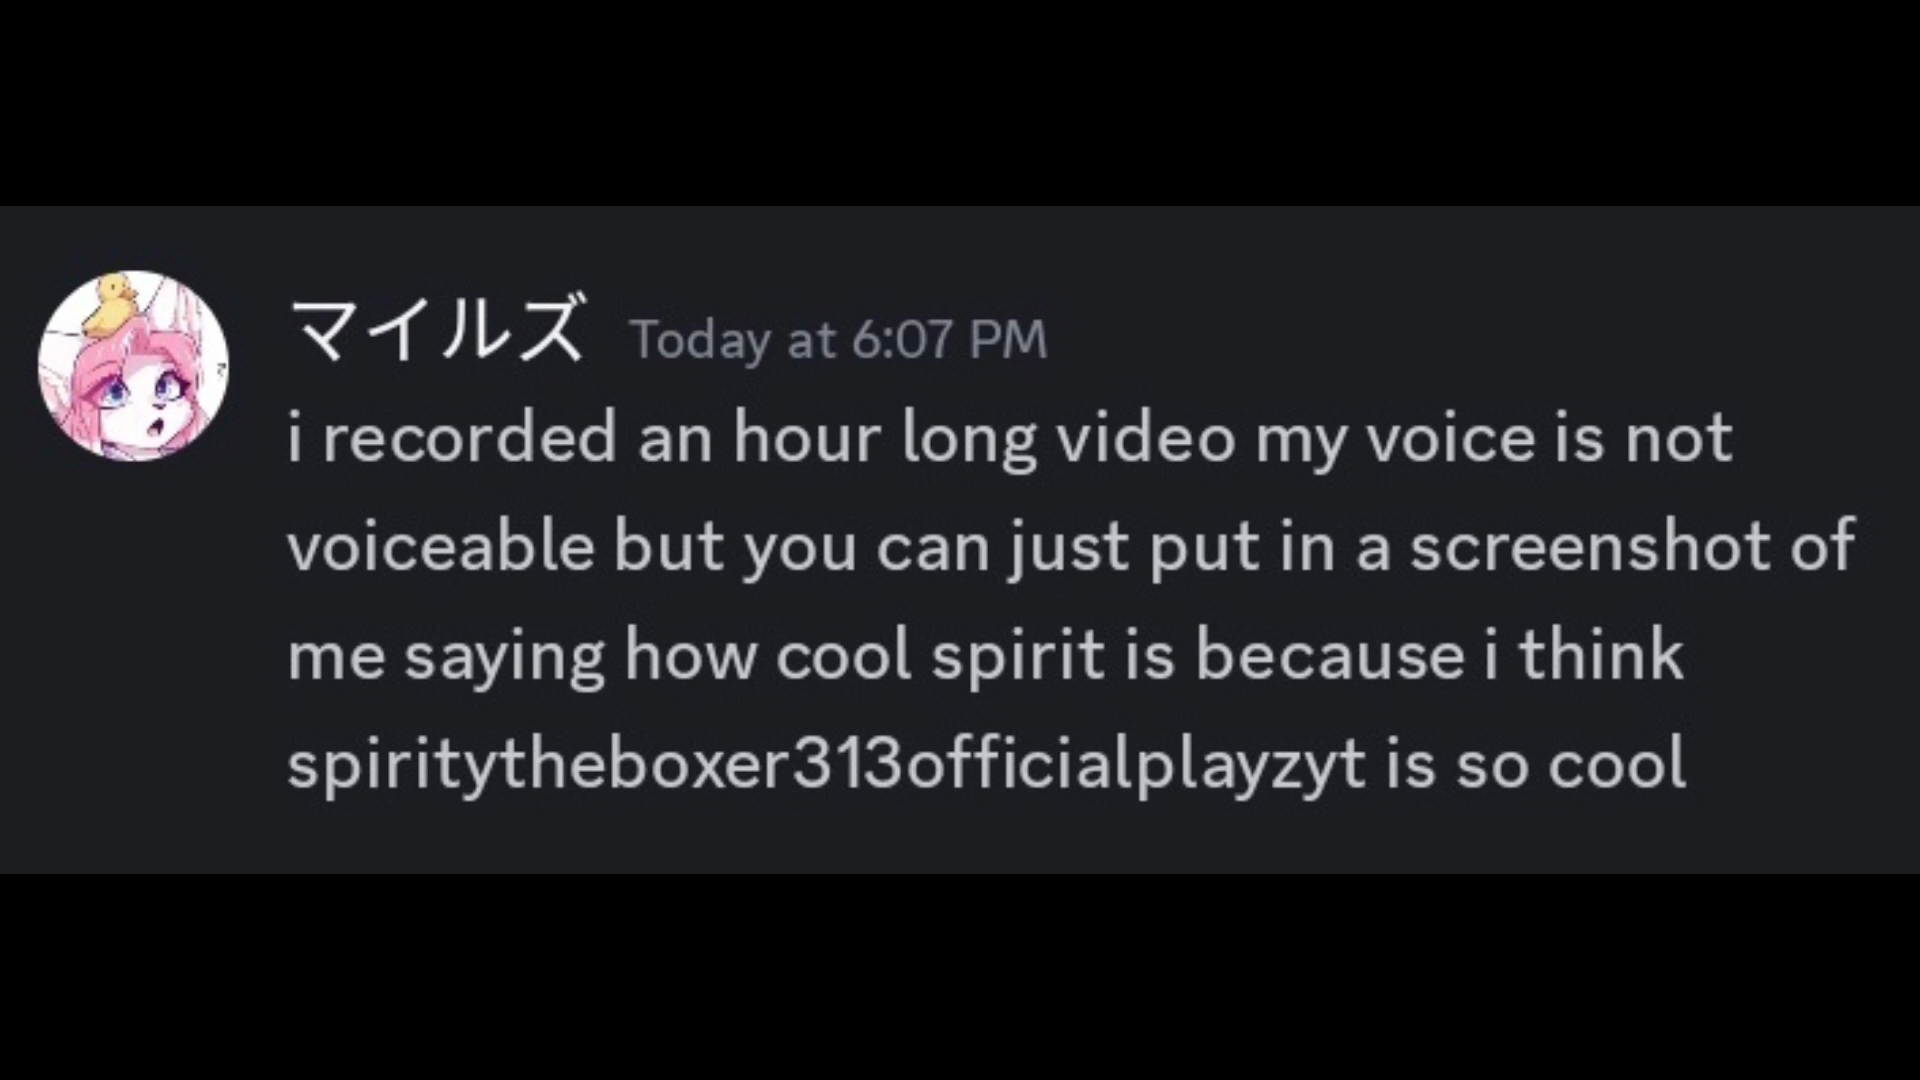 マイルズ Today at 6:07 PM
i recorded an hour long video my voice is not
voiceable but you can just put in a screenshot of
me saying how cool spirit is because i think
spiritytheboxer313officialplayzyt is so cool